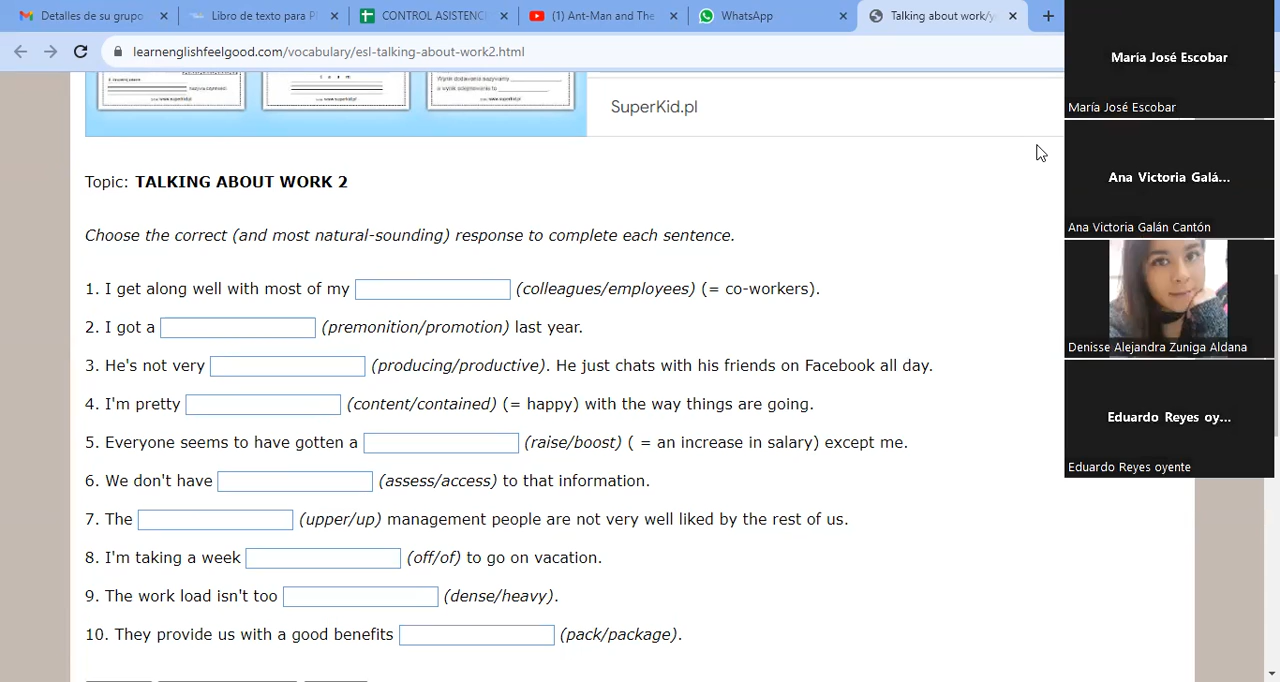 Detalles de su grupo
Libro de texto para P
CONTROL ASISTENC
(1) Ant-Man and The
WhatsApp
Talking about work/y
learnenglishfeelgood.com/vocabulary/esl-talking-about-work2.html
SuperKid.pl
Topic: TALKING ABOUT WORK 2
Choose the correct (and most natural-sounding) response to complete each sentence.
1. I get along well with most of my (colleagues/employees) (= co-workers).
2. I got a (premonition/promotion) last year.
3. He's not very (producing/productive). He just chats with his friends on Facebook all day.
4. I'm pretty (content/contained) (= happy) with the way things are going.
5. Everyone seems to have gotten a (raise/boost) ( = an increase in salary) except me.
6. We don't have (assess/access) to that information.
7. The (upper/up) management people are not very well liked by the rest of us.
8. I'm taking a week (off/of) to go on vacation.
9. The work load isn't too (dense/heavy).
10. They provide us with a good benefits (pack/package).
María José Escobar
María José Escobar
Ana Victoria Galá...
Ana Victoria Galán Cantón
Denisse Alejandra Zuniga Aldana
Eduardo Reyes oy...
Eduardo Reyes oyente